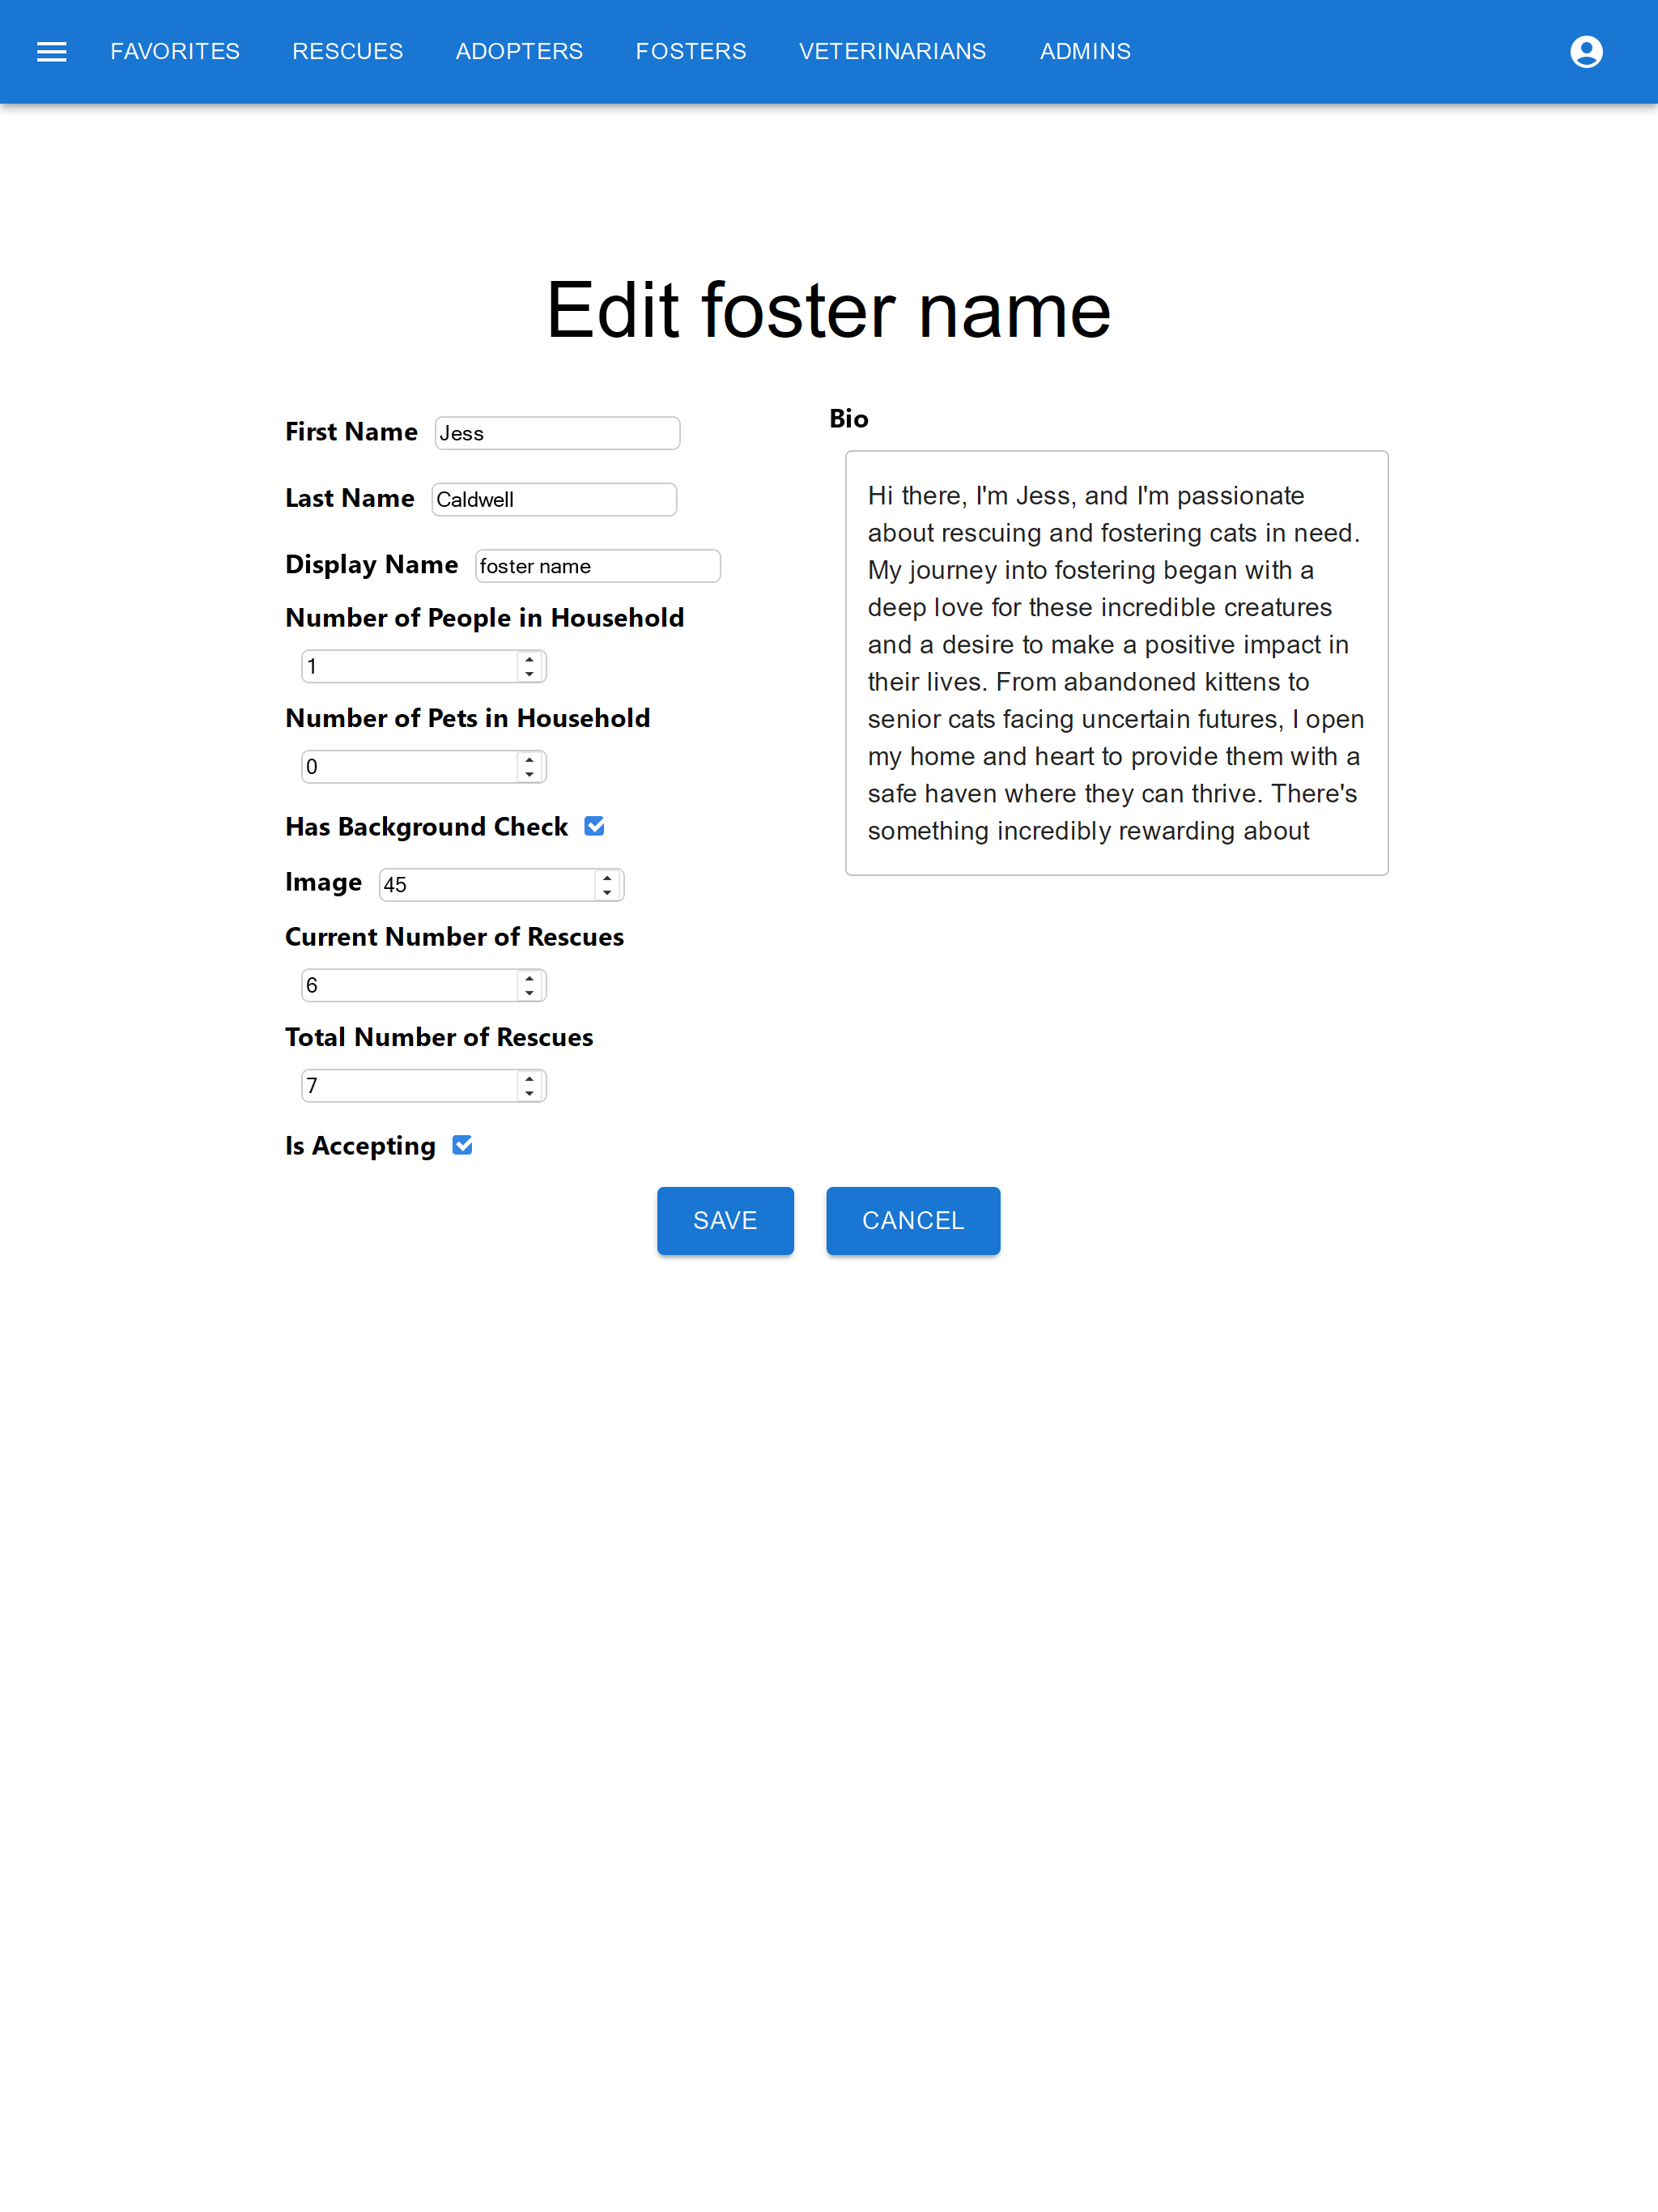 FAVORITES RESCUES ADOPTERS FOSTERS VETERINARIANS ADMINS
Edit foster name
First Name Jess
Last Name Caldwell
Display Name foster name
Number of People in Household
1
Number of Pets in Household
0
Has Background Check
Image 45
Current Number of Rescues
6
Total Number of Rescues
7
Is Accepting
Bio
Hi there, I'm Jess, and I'm passionate
about rescuing and fostering cats in need.
My journey into fostering began with a
deep love for these incredible creatures
and a desire to make a positive impact in
their lives. From abandoned kittens to
senior cats facing uncertain futures, I open
my home and heart to provide them with a
safe haven where they can thrive. There's
something incredibly rewarding about
SAVE CANCEL